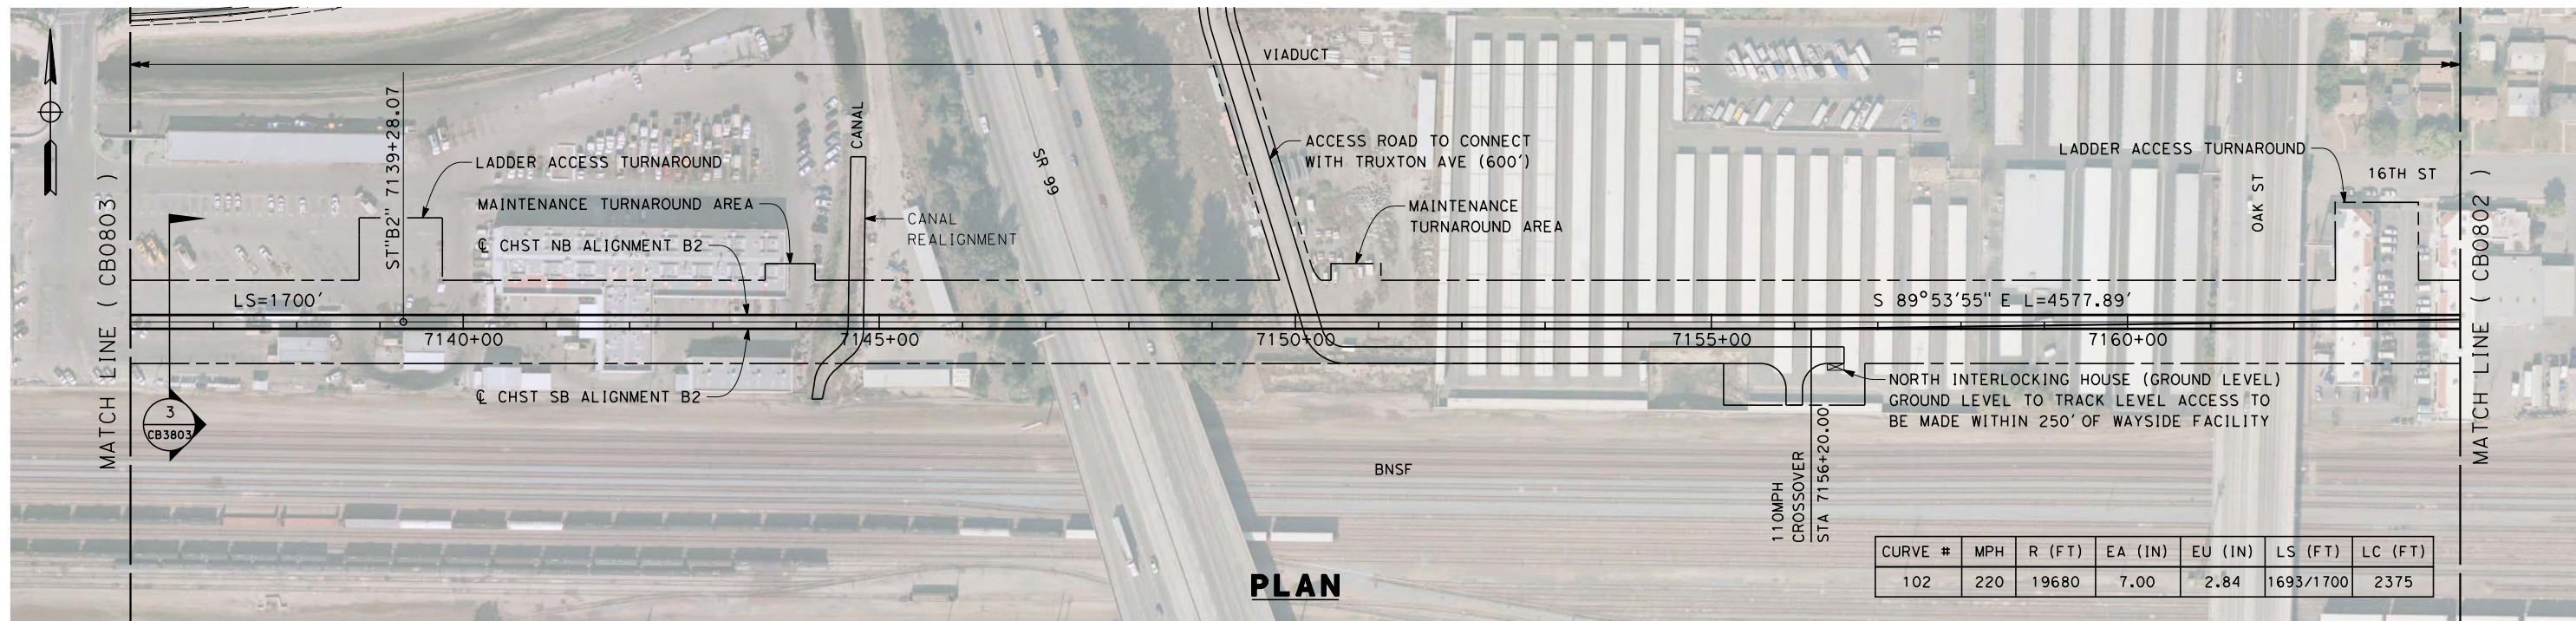 VIADUCT
ST"B2" 7139+28.07
LADDER ACCESS TURNAROUND
MAINTENANCE TURNAROUND AREA
℄ CHST NB ALIGNMENT B2
CANAL
CANAL
REALIGNMENT
SR 99
ACCESS ROAD TO CONNECT
WITH TRUXTON AVE (600')
MAINTENANCE
TURNAROUND AREA
LADDER ACCESS TURNAROUND
OAK ST
16TH ST
MATCH LINE ( CB0803 )
MATCH LINE ( CB0802 )
LS=1700'
S 89°53'55" E L=4577.89'
7140+00
7145+00
7150+00
7155+00
7160+00
℄ CHST SB ALIGNMENT B2
3
CB3803
NORTH INTERLOCKING HOUSE (GROUND LEVEL)
GROUND LEVEL TO TRACK LEVEL ACCESS TO
BE MADE WITHIN 250' OF WAYSIDE FACILITY
BNSF
110MPH
CROSSOVER
STA 7156+20.00
CURVE # MPH R (FT) EA (IN) EU (IN) LS (FT) LC (FT)
102 220 19680 7.00 2.84 1693/1700 2375
PLAN